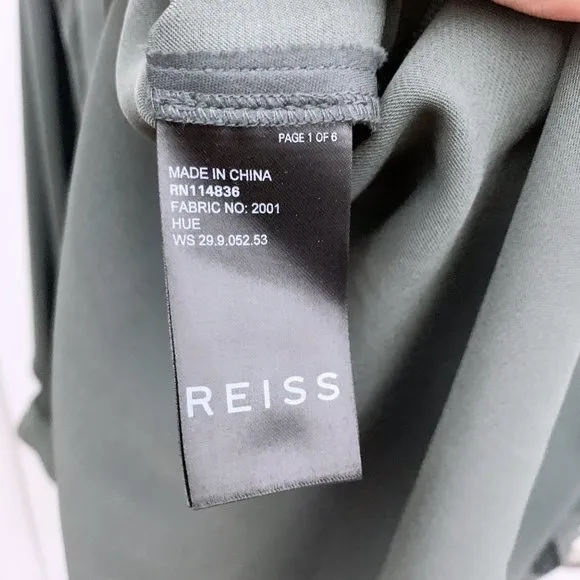 PAGE 1 OF 6
MADE IN CHINA
RN114836
FABRIC NO: 2001
HUE
WS 29.9.052.53
REISS